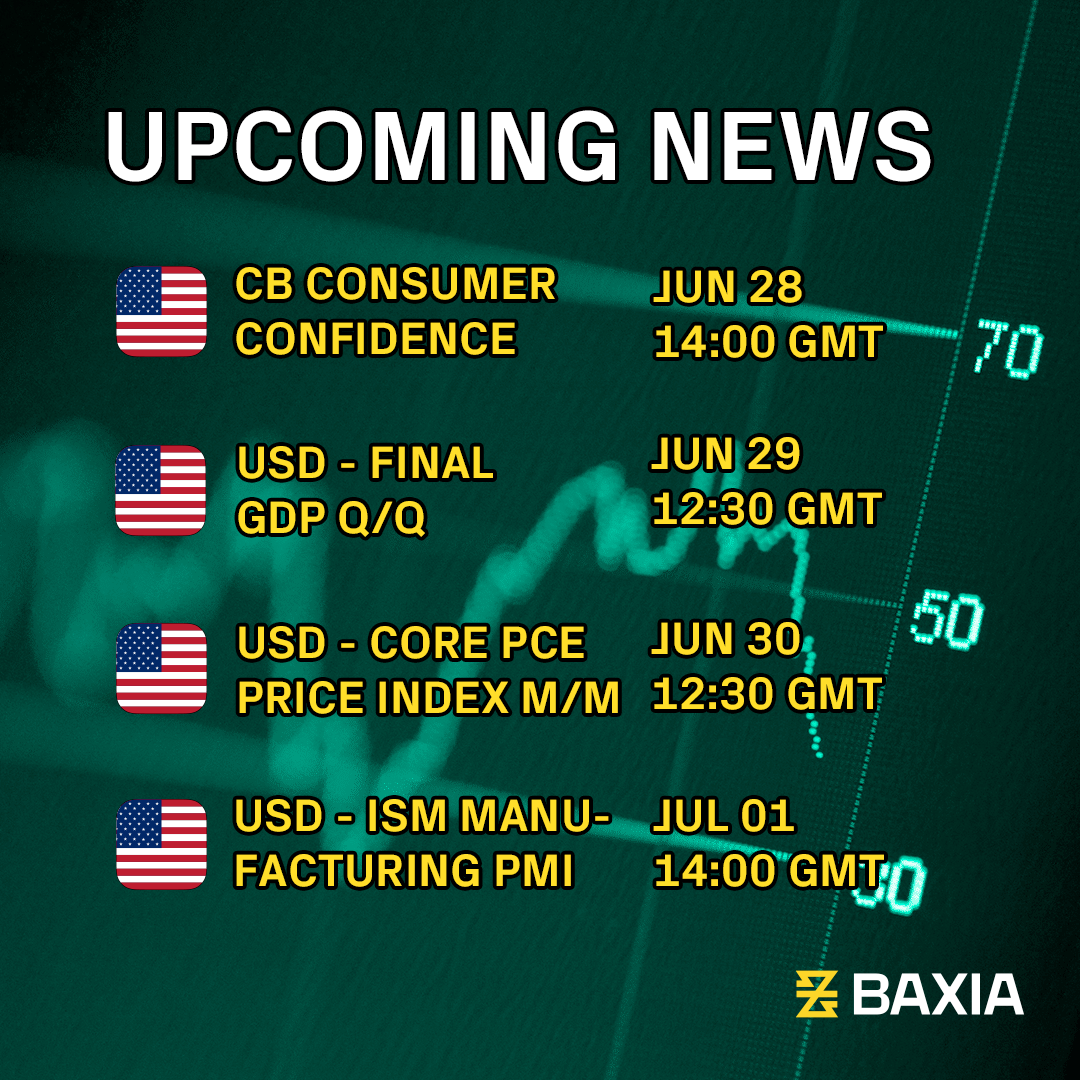 UPCOMING NEWS
CB CONSUMER
CONFIDENCE
JUN 28
14:00 GMT
70
USD - FINAL
GDP Q/Q
JUN 29
12:30 GMT
50
USD - CORE PCE
PRICE INDEX M/M
JUN 30
12:30 GMT
USD - ISM MANU-
FACTURING PMI
JUL 01
14:00 GMT
BAXIA